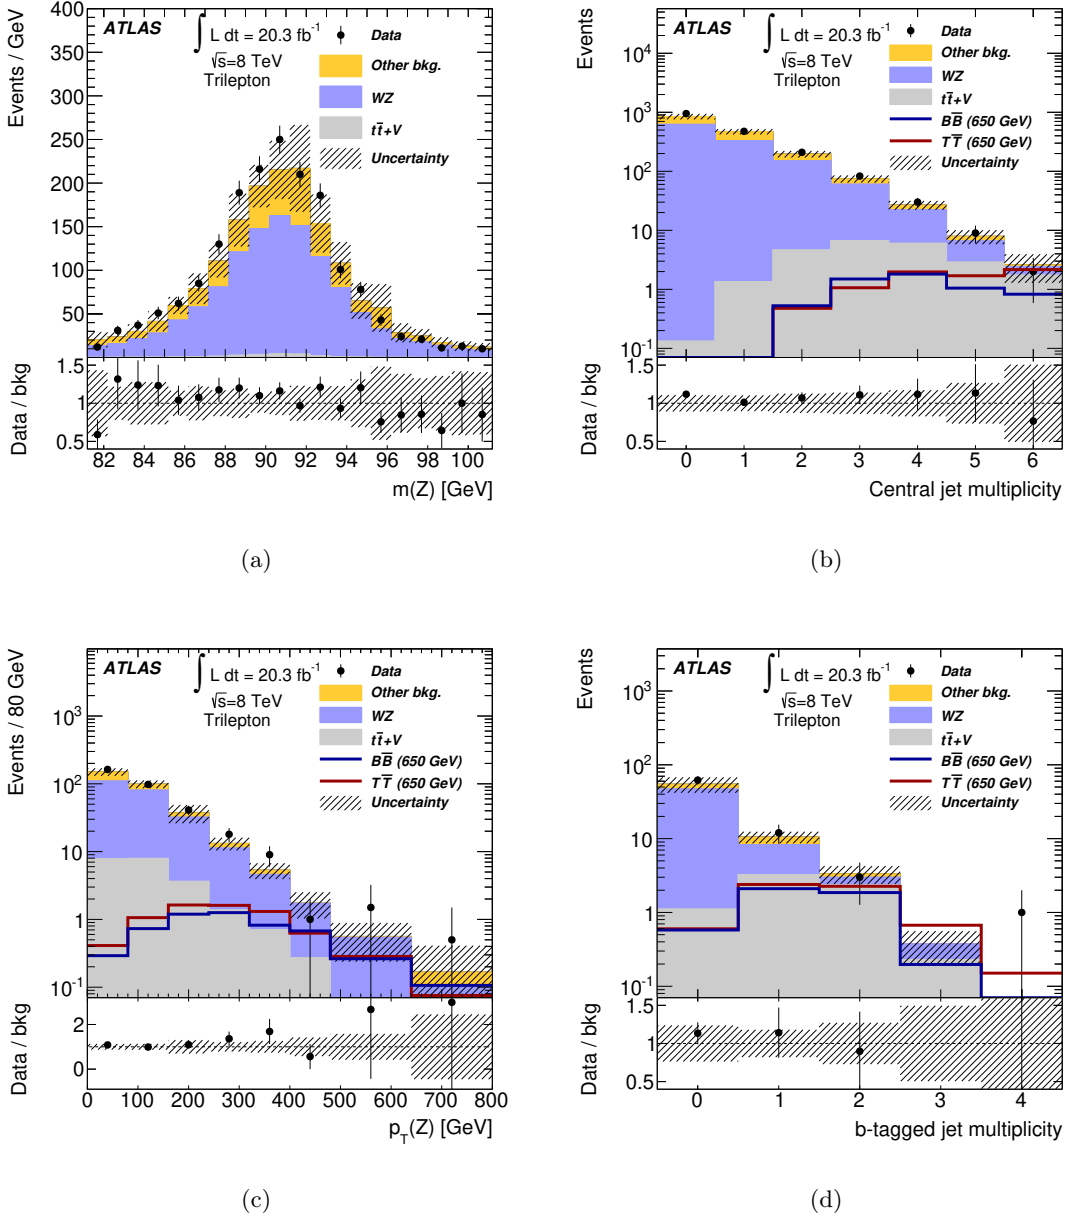 Events / GeV
400
350
300
250
200
150
100
50
ATLAS
∫ L dt = 20.3 fb⁻¹
√s=8 TeV
Trilepton
Data
Other bkg.
WZ
tt̄+V
Uncertainty
Data / bkg
1.5
1
0.5
82 84 86 88 90 92 94 96 98 100
m(Z) [GeV]
(a)
Events
10⁴
10³
10²
10
1
10⁻¹
ATLAS
∫ L dt = 20.3 fb⁻¹
√s=8 TeV
Trilepton
Data
Other bkg.
WZ
tt̄+V
BB̄ (650 GeV)
TT̄ (650 GeV)
Uncertainty
Data / bkg
1.5
1
0.5
0 1 2 3 4 5 6
Central jet multiplicity
(b)
Events / 80 GeV
10³
10²
10
1
10⁻¹
ATLAS
∫ L dt = 20.3 fb⁻¹
√s=8 TeV
Trilepton
Data
Other bkg.
WZ
tt̄+V
BB̄ (650 GeV)
TT̄ (650 GeV)
Uncertainty
Data / bkg
2
1
0
0 100 200 300 400 500 600 700 800
p_T(Z) [GeV]
(c)
Events
10³
10²
10
1
10⁻¹
ATLAS
∫ L dt = 20.3 fb⁻¹
√s=8 TeV
Trilepton
Data
Other bkg.
WZ
tt̄+V
BB̄ (650 GeV)
TT̄ (650 GeV)
Uncertainty
Data / bkg
1.5
1
0.5
0 1 2 3 4
b-tagged jet multiplicity
(d)